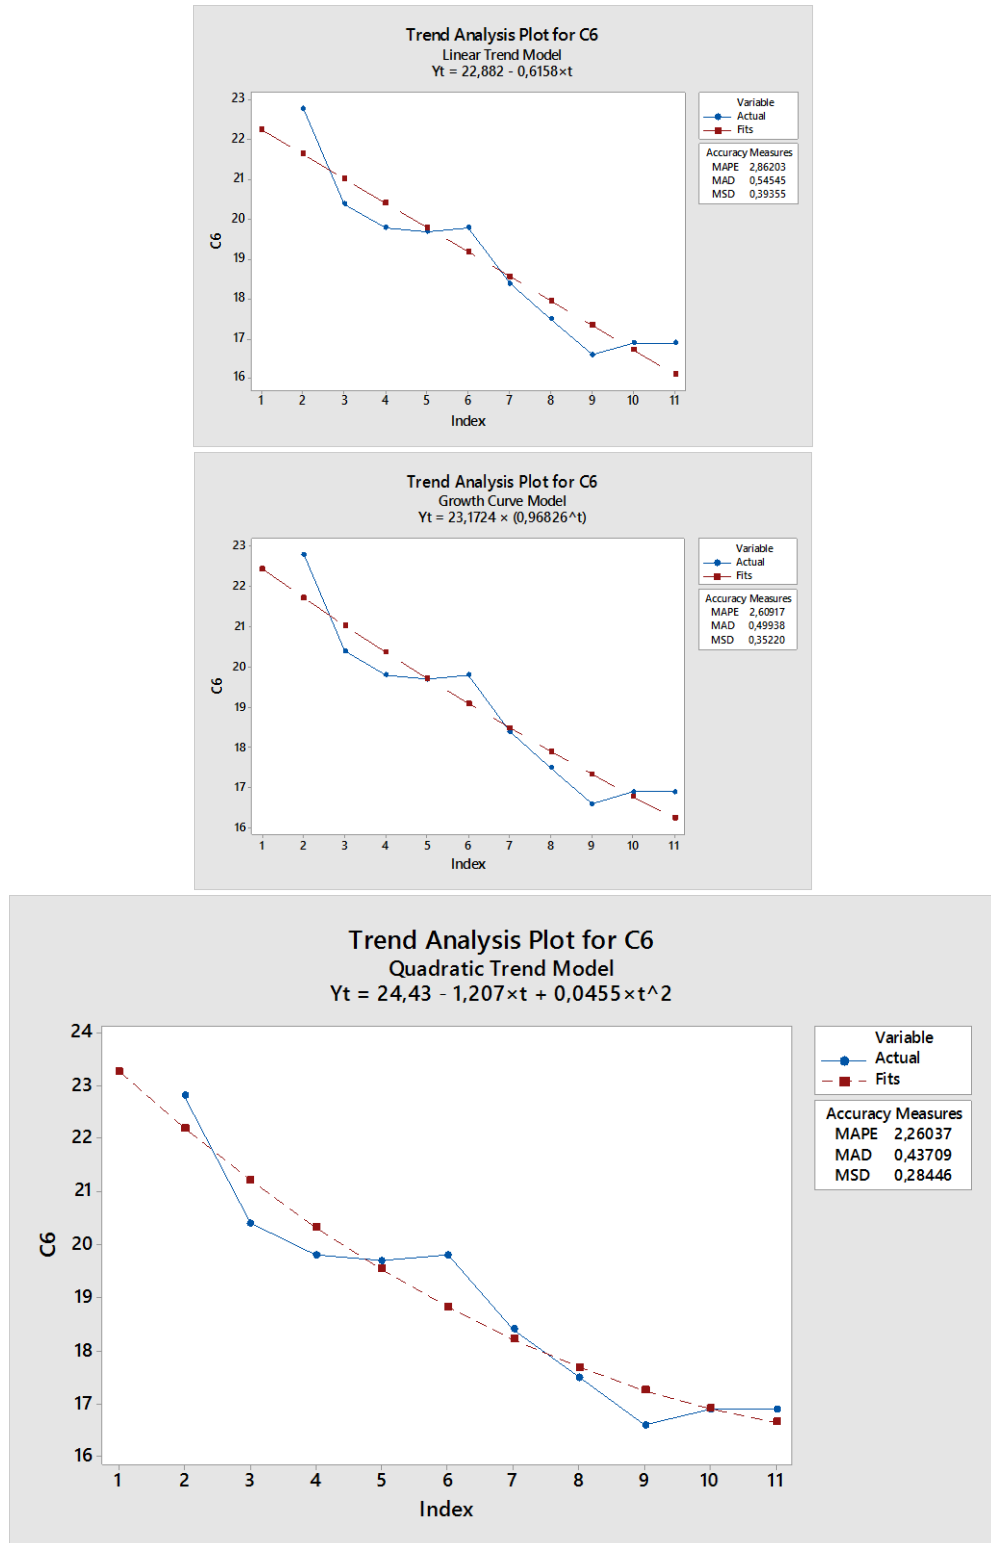 Trend Analysis Plot for C6
Linear Trend Model
Yt = 22,882 - 0,6158×t
23
22
21
20
19
18
17
16
C6
1 2 3 4 5 6 7 8 9 10 11
Index
Variable
Actual
Fits
Accuracy Measures
MAPE 2,86203
MAD 0,54545
MSD 0,39355
Trend Analysis Plot for C6
Growth Curve Model
Yt = 23,1724 × (0,96826^t)
23
22
21
20
19
18
17
16
C6
1 2 3 4 5 6 7 8 9 10 11
Index
Variable
Actual
Fits
Accuracy Measures
MAPE 2,60917
MAD 0,49938
MSD 0,35220
Trend Analysis Plot for C6
Quadratic Trend Model
Yt = 24,43 - 1,207×t + 0,0455×t^2
24
23
22
21
20
19
18
17
16
C6
1 2 3 4 5 6 7 8 9 10 11
Index
Variable
Actual
Fits
Accuracy Measures
MAPE 2,26037
MAD 0,43709
MSD 0,28446